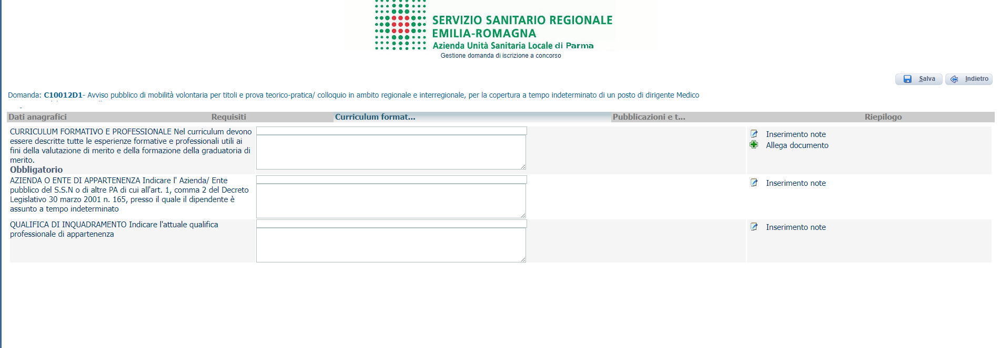 SERVIZIO SANITARIO REGIONALE
EMILIA-ROMAGNA
Azienda Unità Sanitaria Locale di Parma
Gestione domanda di iscrizione a concorso
Salva
Indietro
Domanda: C10012D1- Avviso pubblico di mobilità volontaria per titoli e prova teorico-pratica/ colloquio in ambito regionale e interregionale, per la copertura a tempo indeterminato di un posto di dirigente Medico
Dati anagrafici
Requisiti
Curriculum format...
Pubblicazioni e t...
Riepilogo
CURRICULUM FORMATIVO E PROFESSIONALE Nel curriculum devono
essere descritte tutte le esperienze formative e professionali utili ai
fini della valutazione di merito e della formazione della graduatoria di
merito.
Obbligatorio
Inserimento note
Allega documento
AZIENDA O ENTE DI APPARTENENZA Indicare l' Azienda/ Ente
pubblico del S.S.N o di altre PA di cui all'art. 1, comma 2 del Decreto
Legislativo 30 marzo 2001 n. 165, presso il quale il dipendente è
assunto a tempo indeterminato
Inserimento note
QUALIFICA DI INQUADRAMENTO Indicare l'attuale qualifica
professionale di appartenenza
Inserimento note